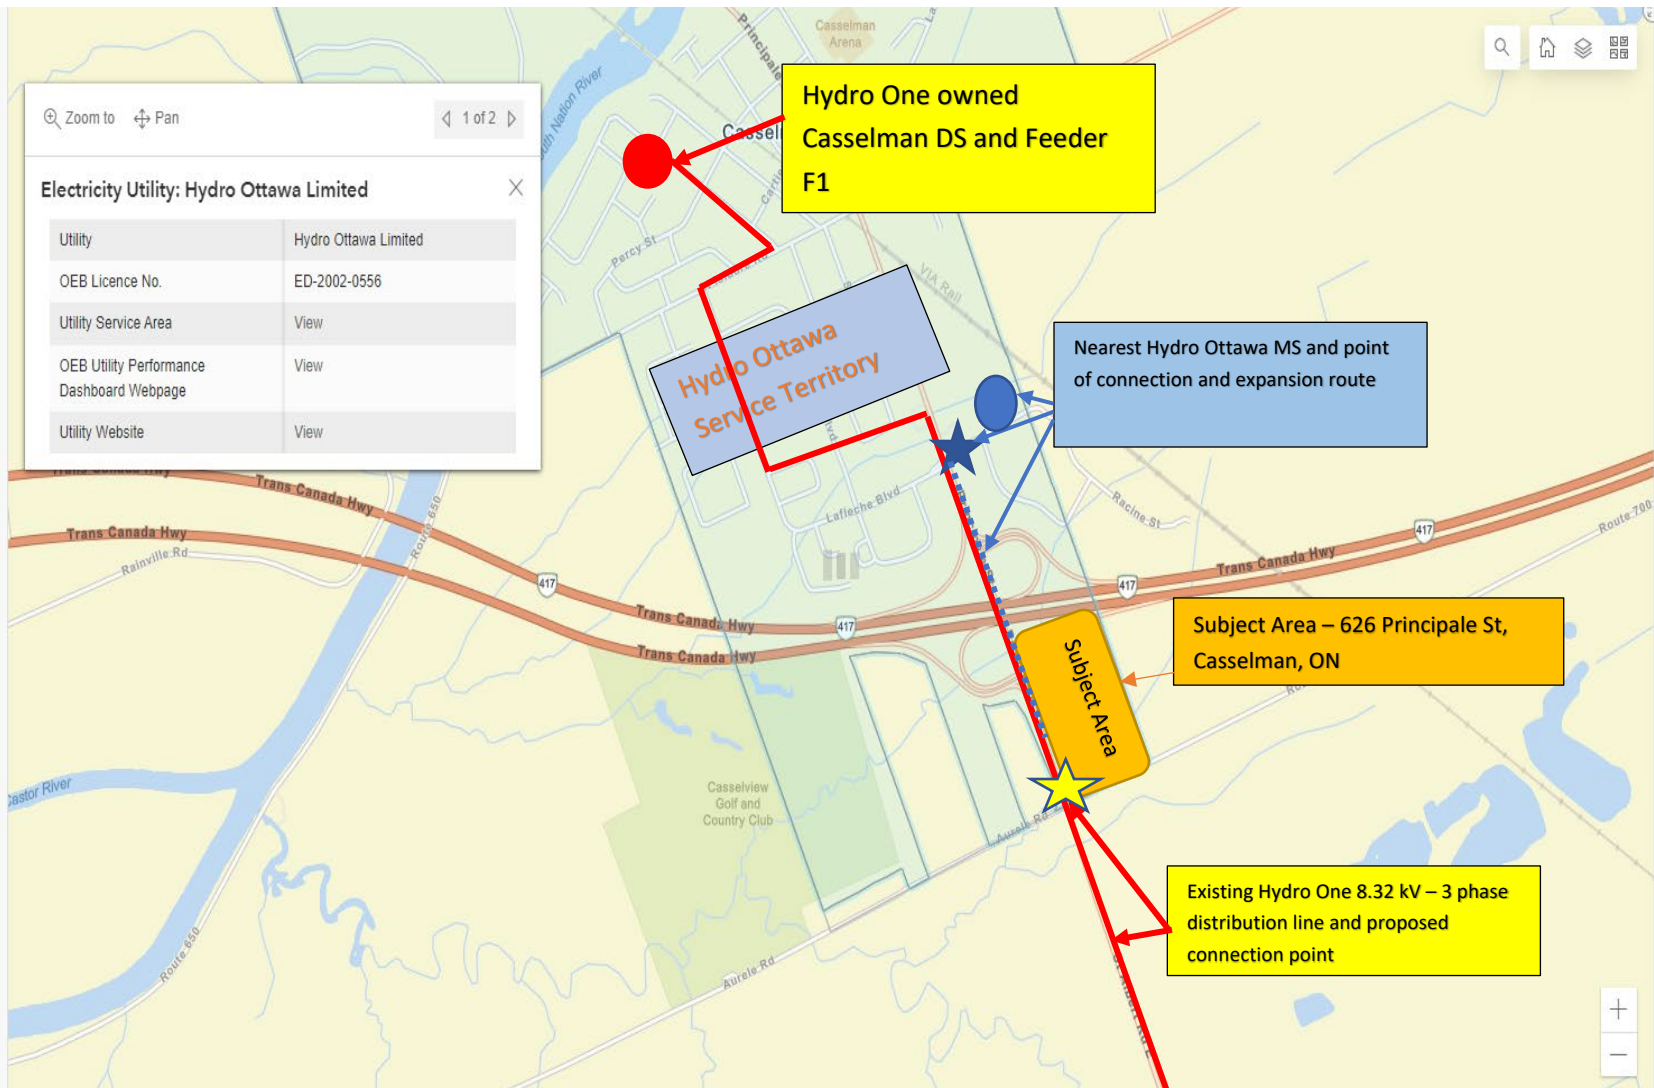 Zoom to
Pan
1 of 2
Electricity Utility: Hydro Ottawa Limited
Utility
Hydro Ottawa Limited
OEB Licence No.
ED-2002-0556
Utility Service Area
View
OEB Utility Performance
Dashboard Webpage
View
Utility Website
View
Casselman
Arena
Hydro One owned
Casselman DS and Feeder
F1
Percy St
VIA Rail
Hydro Ottawa
Service Territory
Nearest Hydro Ottawa MS and point
of connection and expansion route
Lafleche Blvd
Racine St
Trans Canada Hwy
Trans Canada Hwy
Trans Canada Hwy
Rainville Rd
Route 650
417
417
417
417
Trans Canada Hwy
Trans Canada Hwy
Trans Canada Hwy
Route 700
Subject Area – 626 Principale St,
Casselman, ON
Subject Area
Castor River
Casselview
Golf and
Country Club
Aurele Rd
Aurele Rd
Route 650
Existing Hydro One 8.32 kV – 3 phase
distribution line and proposed
connection point